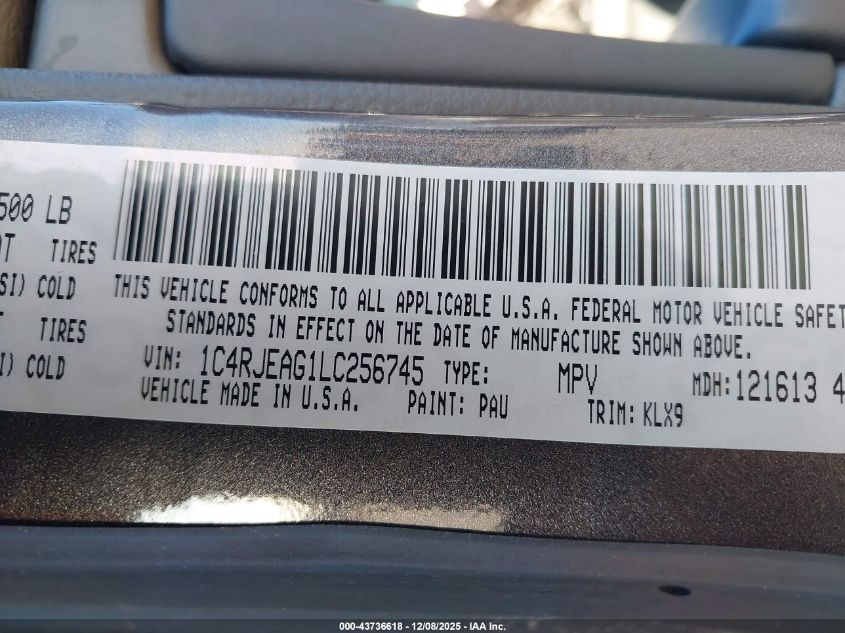 500 LB
TIRES
SI) COLD
TIRES
I) COLD
THIS VEHICLE CONFORMS TO ALL APPLICABLE U.S.A. FEDERAL MOTOR VEHICLE SAFET
STANDARDS IN EFFECT ON THE DATE OF MANUFACTURE SHOWN ABOVE.
VIN: 1C4RJEAG1LC256745 TYPE: MPV MDH: 121613 4
VEHICLE MADE IN U.S.A. PAINT: PAU TRIM: KLX9
000-43736618 - 12/08/2025 - IAA Inc.